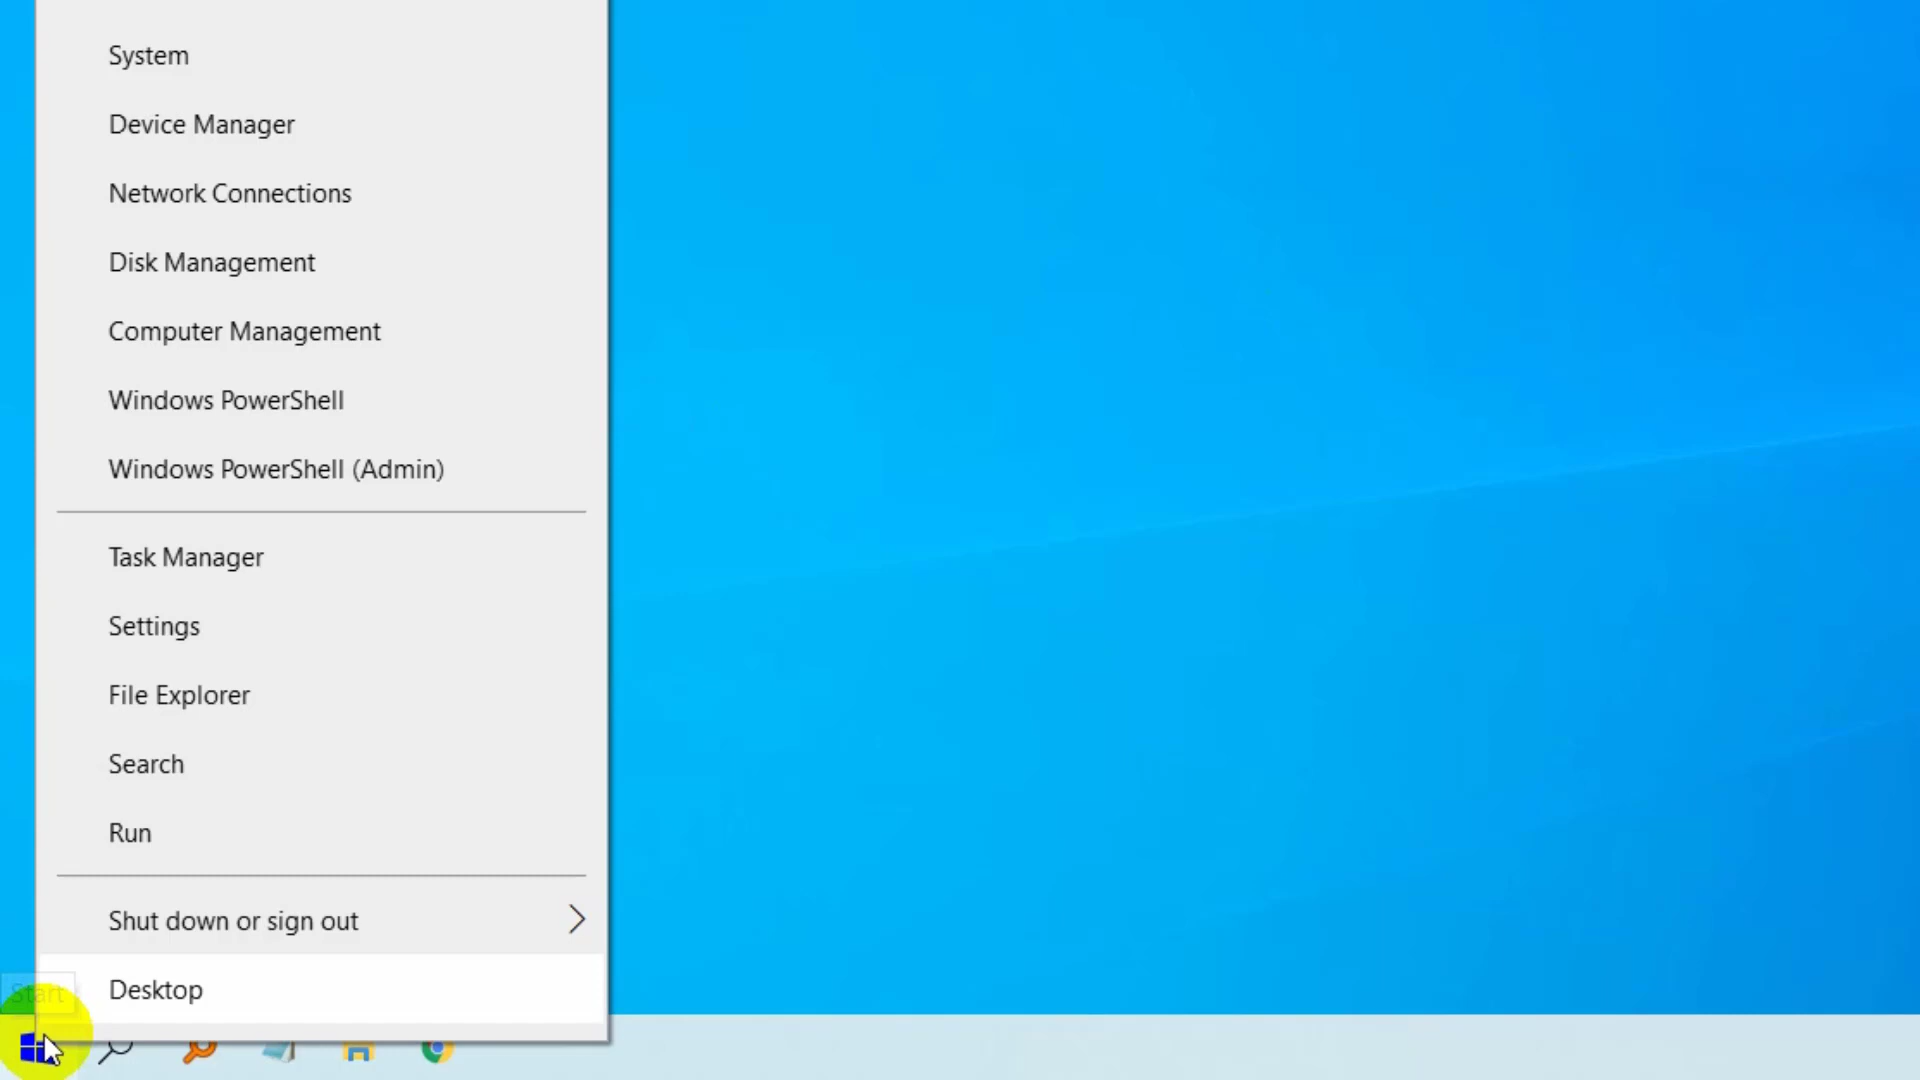 System
Device Manager
Network Connections
Disk Management
Computer Management
Windows PowerShell
Windows PowerShell (Admin)
Task Manager
Settings
File Explorer
Search
Run
Shut down or sign out
Desktop
Start